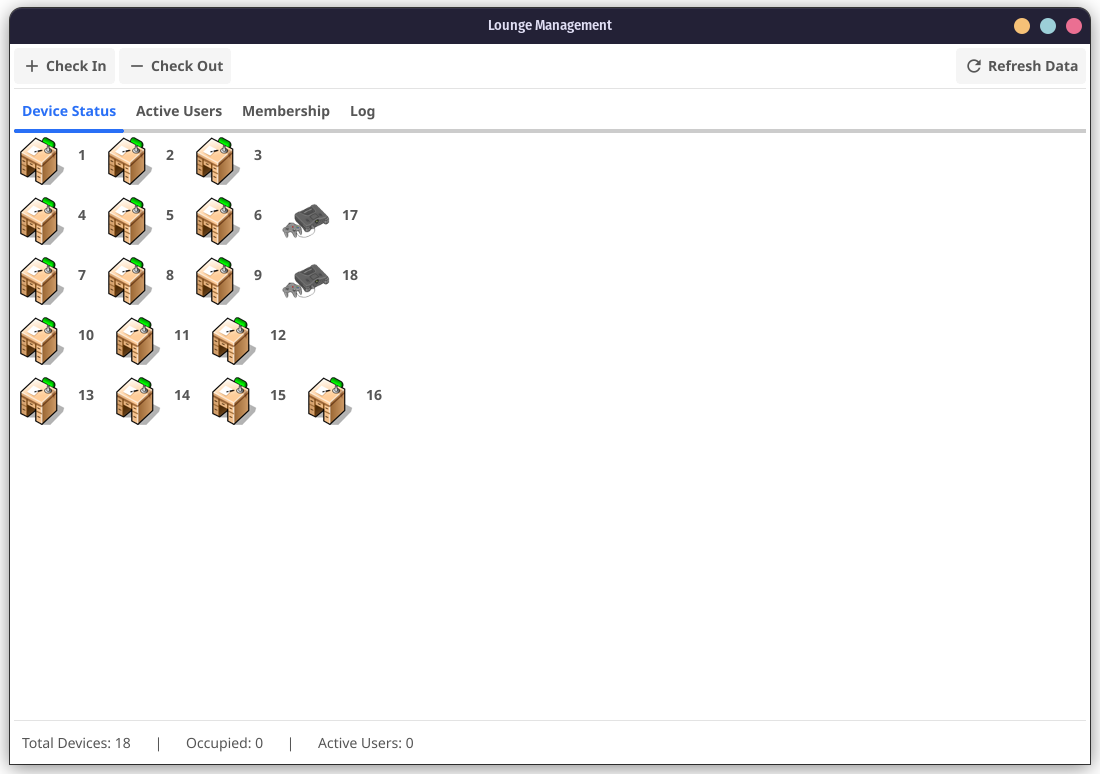 Lounge Management
Check In Check Out Refresh Data
Device Status Active Users Membership Log
1 2 3
4 5 6 17
7 8 9 18
10 11 12
13 14 15 16
Total Devices: 18 | Occupied: 0 | Active Users: 0